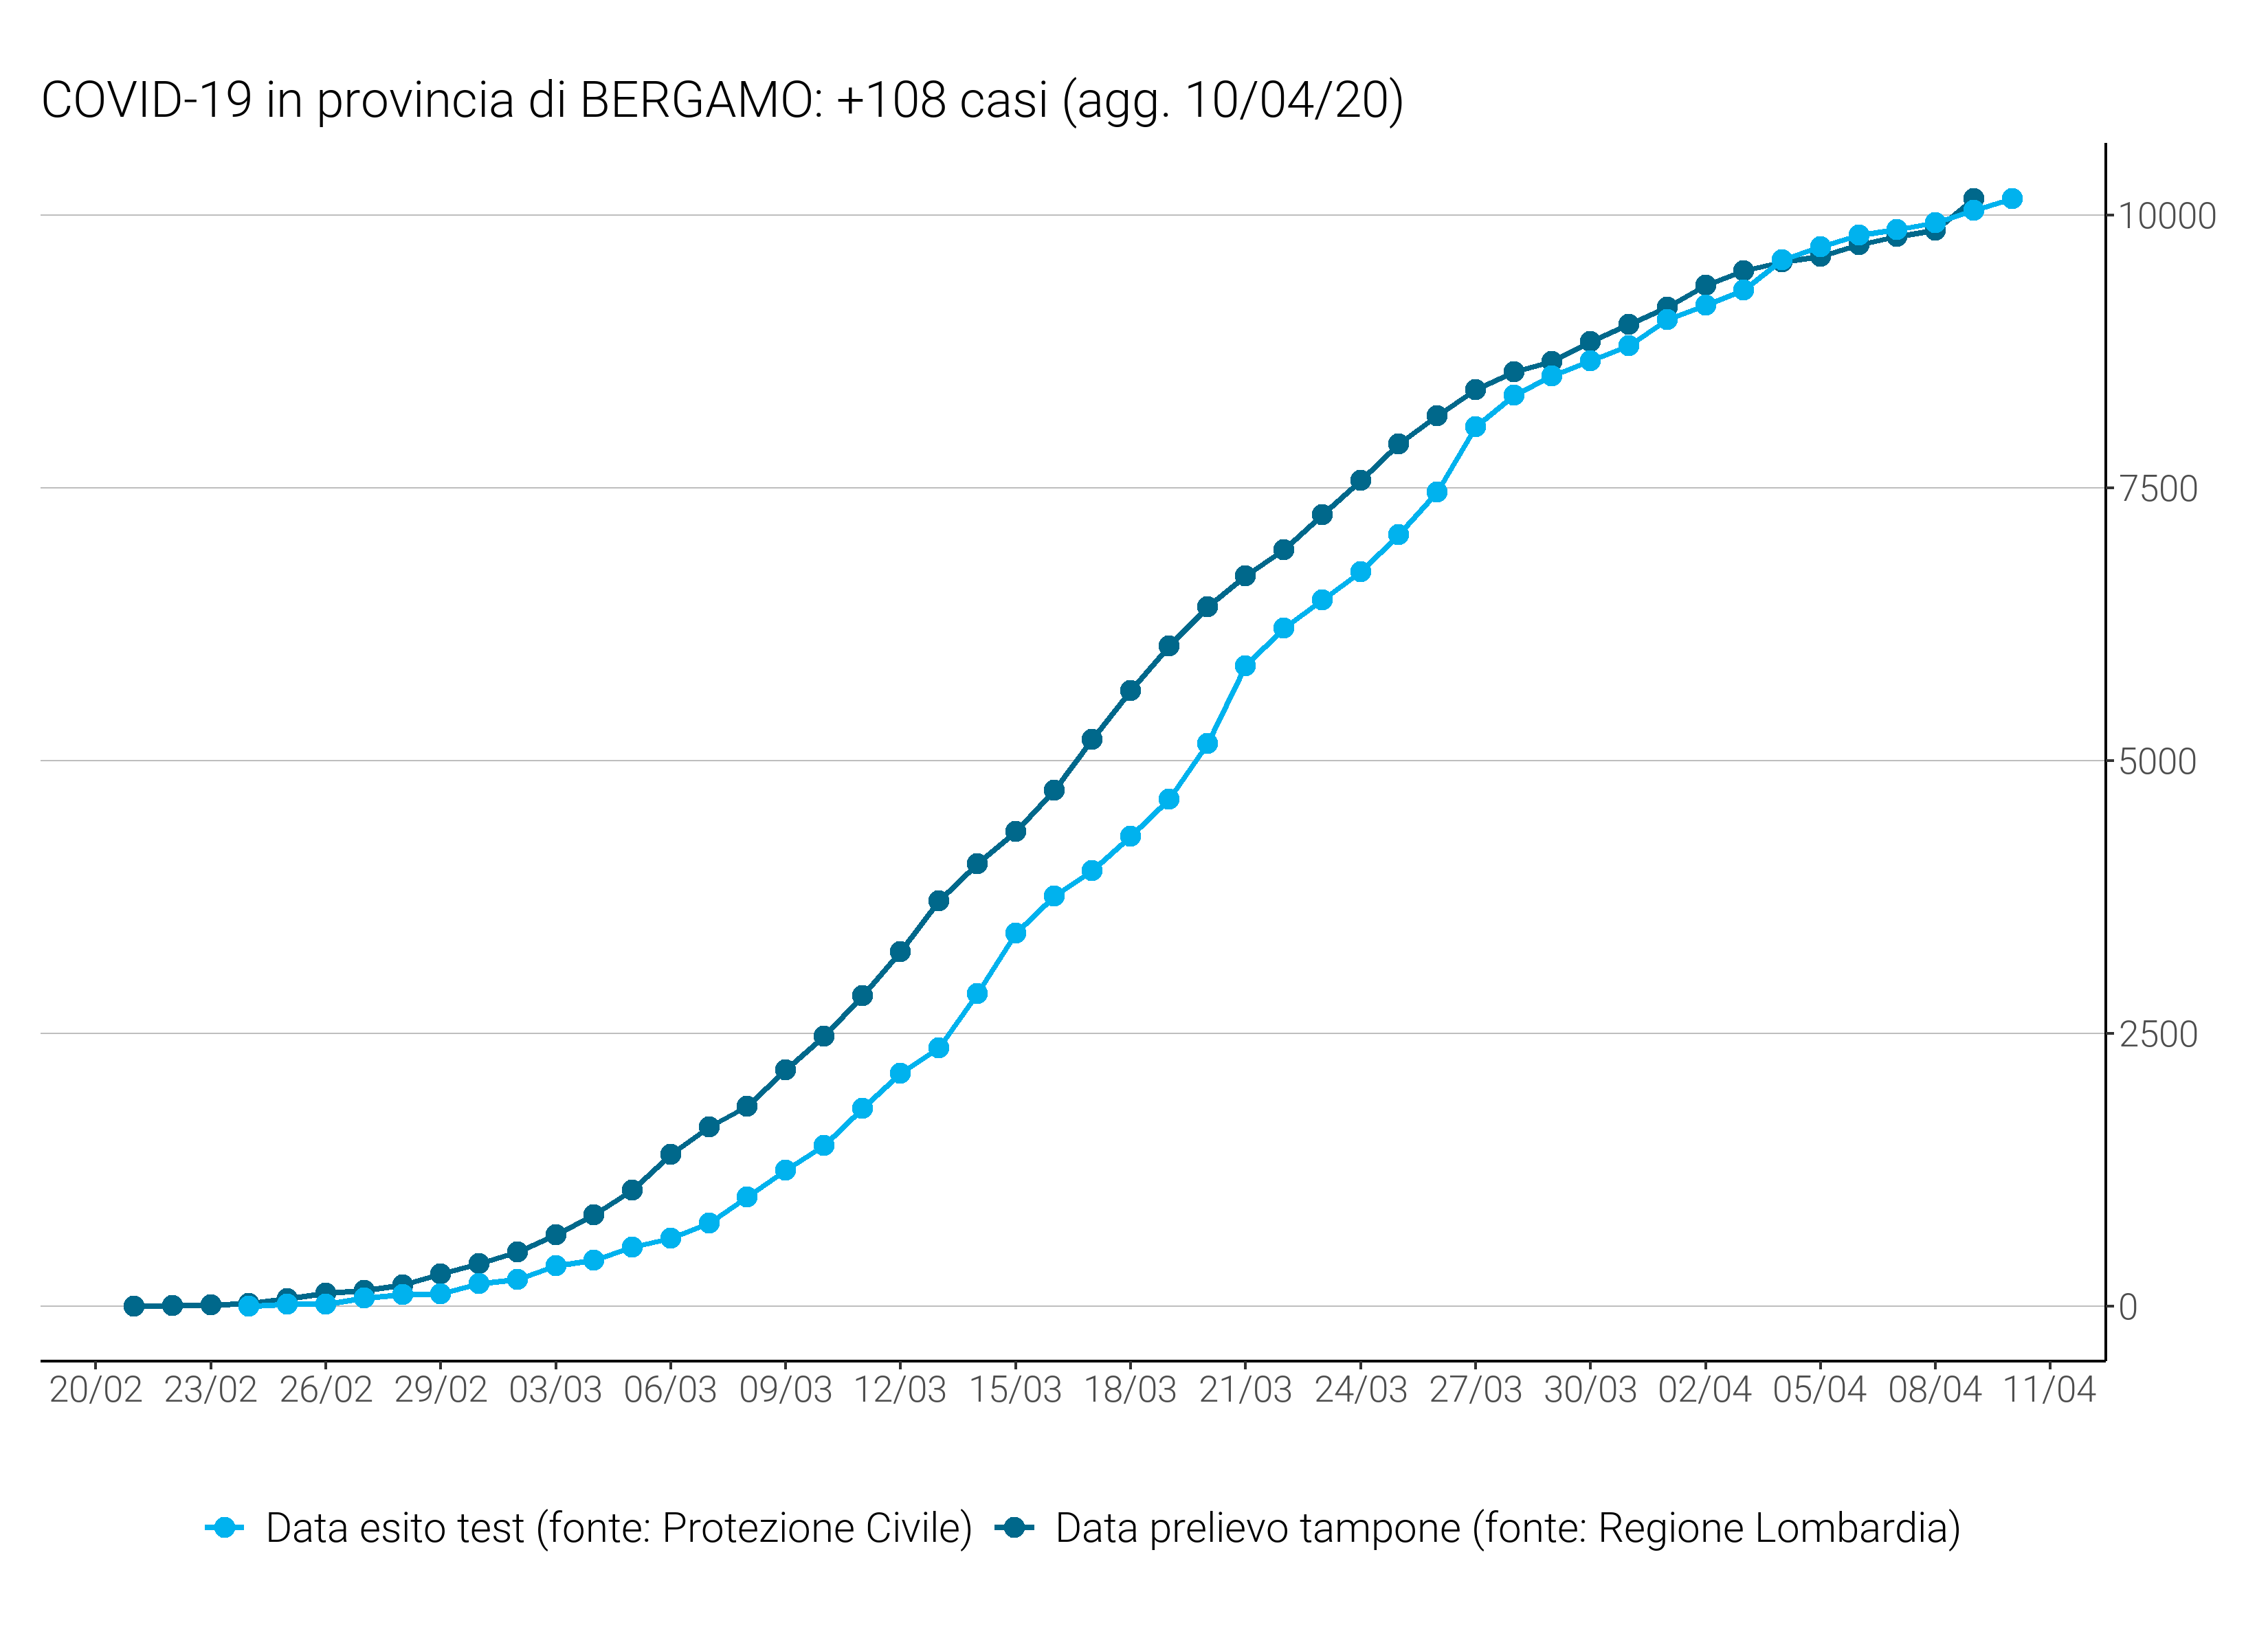 COVID-19 in provincia di BERGAMO: +108 casi (agg. 10/04/20)
10000
7500
5000
2500
0
20/02 23/02 26/02 29/02 03/03 06/03 09/03 12/03 15/03 18/03 21/03 24/03 27/03 30/03 02/04 05/04 08/04 11/04
Data esito test (fonte: Protezione Civile) Data prelievo tampone (fonte: Regione Lombardia)